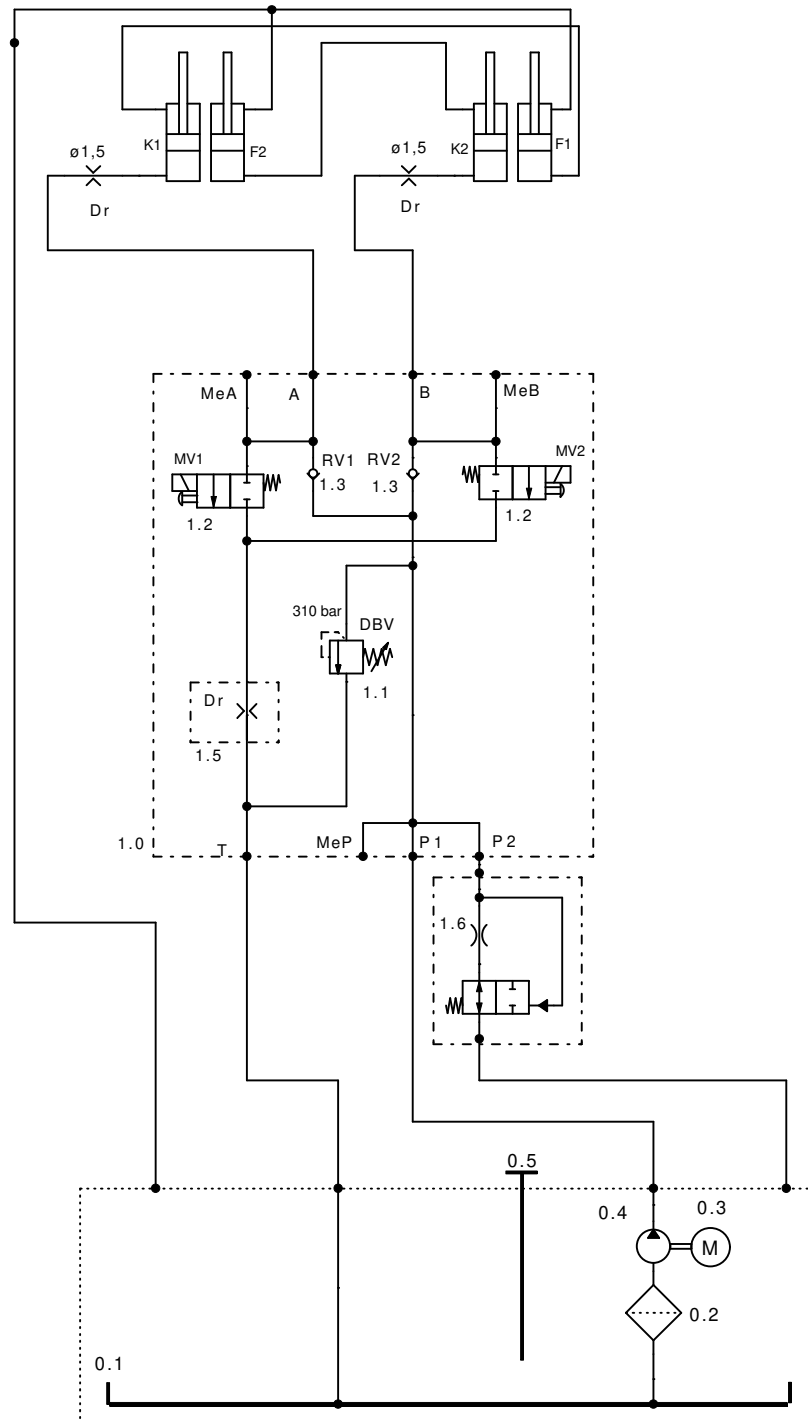 K1
F2
K2
F1
ø1,5
ø1,5
Dr
Dr
MeA
A
B
MeB
MV1
RV1
RV2
MV2
1.3
1.3
1.2
1.2
310 bar
DBV
1.1
Dr
1.5
1.0
T
MeP
P1
P2
1.6
0.5
0.4
0.3
M
0.2
0.1